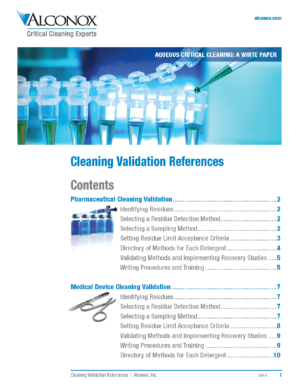 ALCONOX
Critical Cleaning Experts
alconox.com
AQUEOUS CRITICAL CLEANING: A WHITE PAPER
Cleaning Validation References
Contents
Pharmaceutical Cleaning Validation 2
Identifying Residues 2
Selecting a Residue Detection Method 2
Selecting a Sampling Method 2
Setting Residue Limit Acceptance Criteria 3
Directory of Methods for Each Detergent 4
Validating Methods and Implementing Recovery Studies 5
Writing Procedures and Training 5
Medical Device Cleaning Validation 7
Identifying Residues 7
Selecting a Residue Detection Method 7
Selecting a Sampling Method 7
Setting Residue Limit Acceptance Criteria 8
Validating Methods and Implementing Recovery Studies 9
Writing Procedures and Training 9
Directory of Methods for Each Detergent 10
Cleaning Validation References | Alconox, Inc.
1